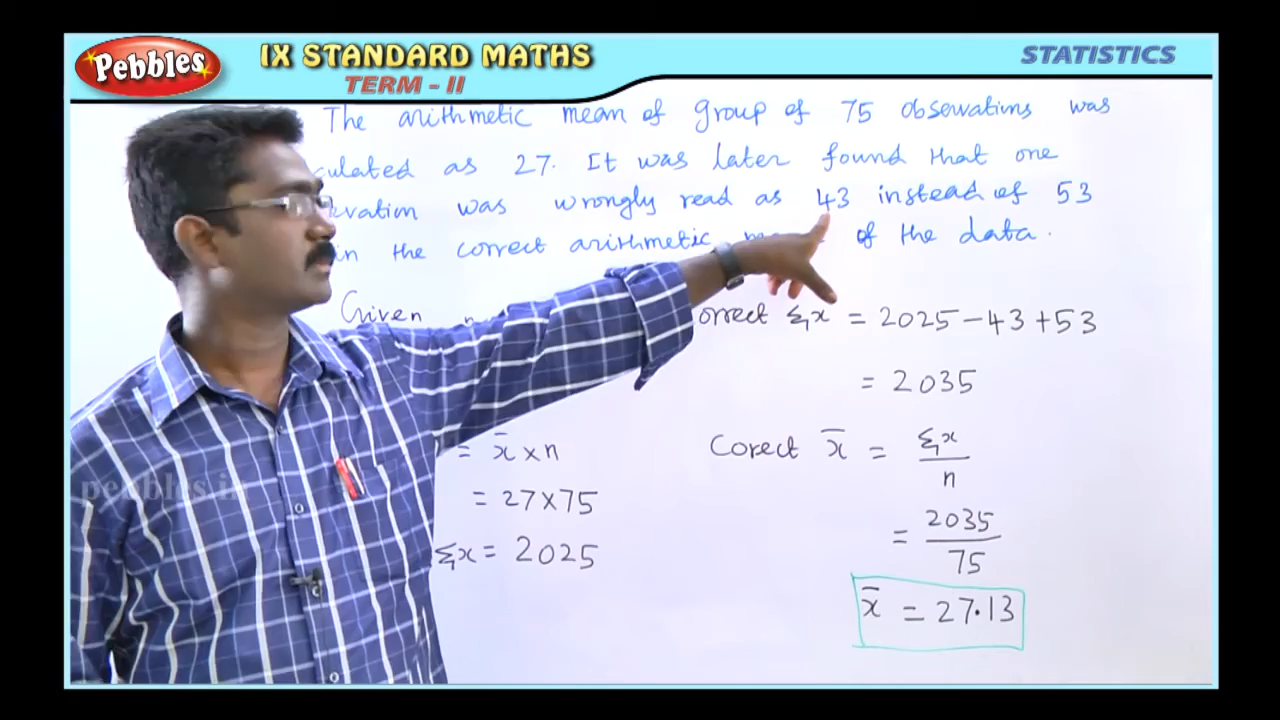 Pebbles
IX STANDARD MATHS
TERM - II
STATISTICS
The arithmetic mean of group of 75 observations was
culated as 27. It was later found that one
rvation was wrongly read as 43 instead of 53
in the correct arithmetic m of the data.
Given n
orrect Σx = 2025 - 43 + 53
= 2035
= x̄ × n
= 27 × 75
Σx = 2025
Corect x̄ = Σx / n
= 2035 / 75
x̄ = 27.13
pebbles.in